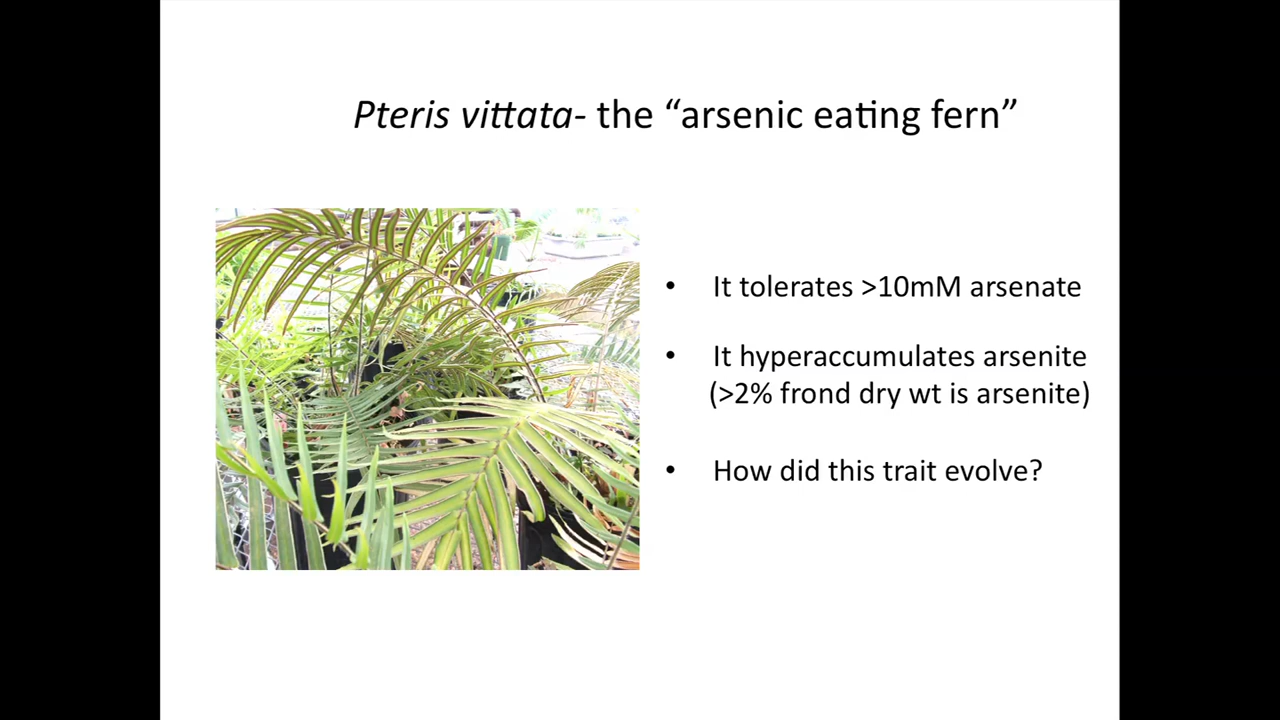 Pteris vittata- the “arsenic eating fern”
• It tolerates >10mM arsenate
• It hyperaccumulates arsenite
(>2% frond dry wt is arsenite)
• How did this trait evolve?